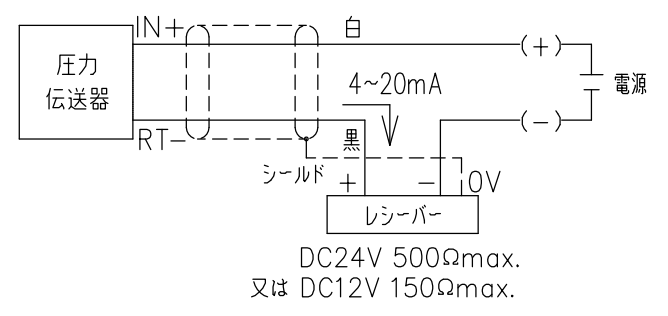 IN+
白
(+)
圧力
伝送器
4~20mA
電源
RT−
黒
(−)
シールド
+
−
0V
レシーバー
DC24V 500Ωmax.
又は DC12V 150Ωmax.